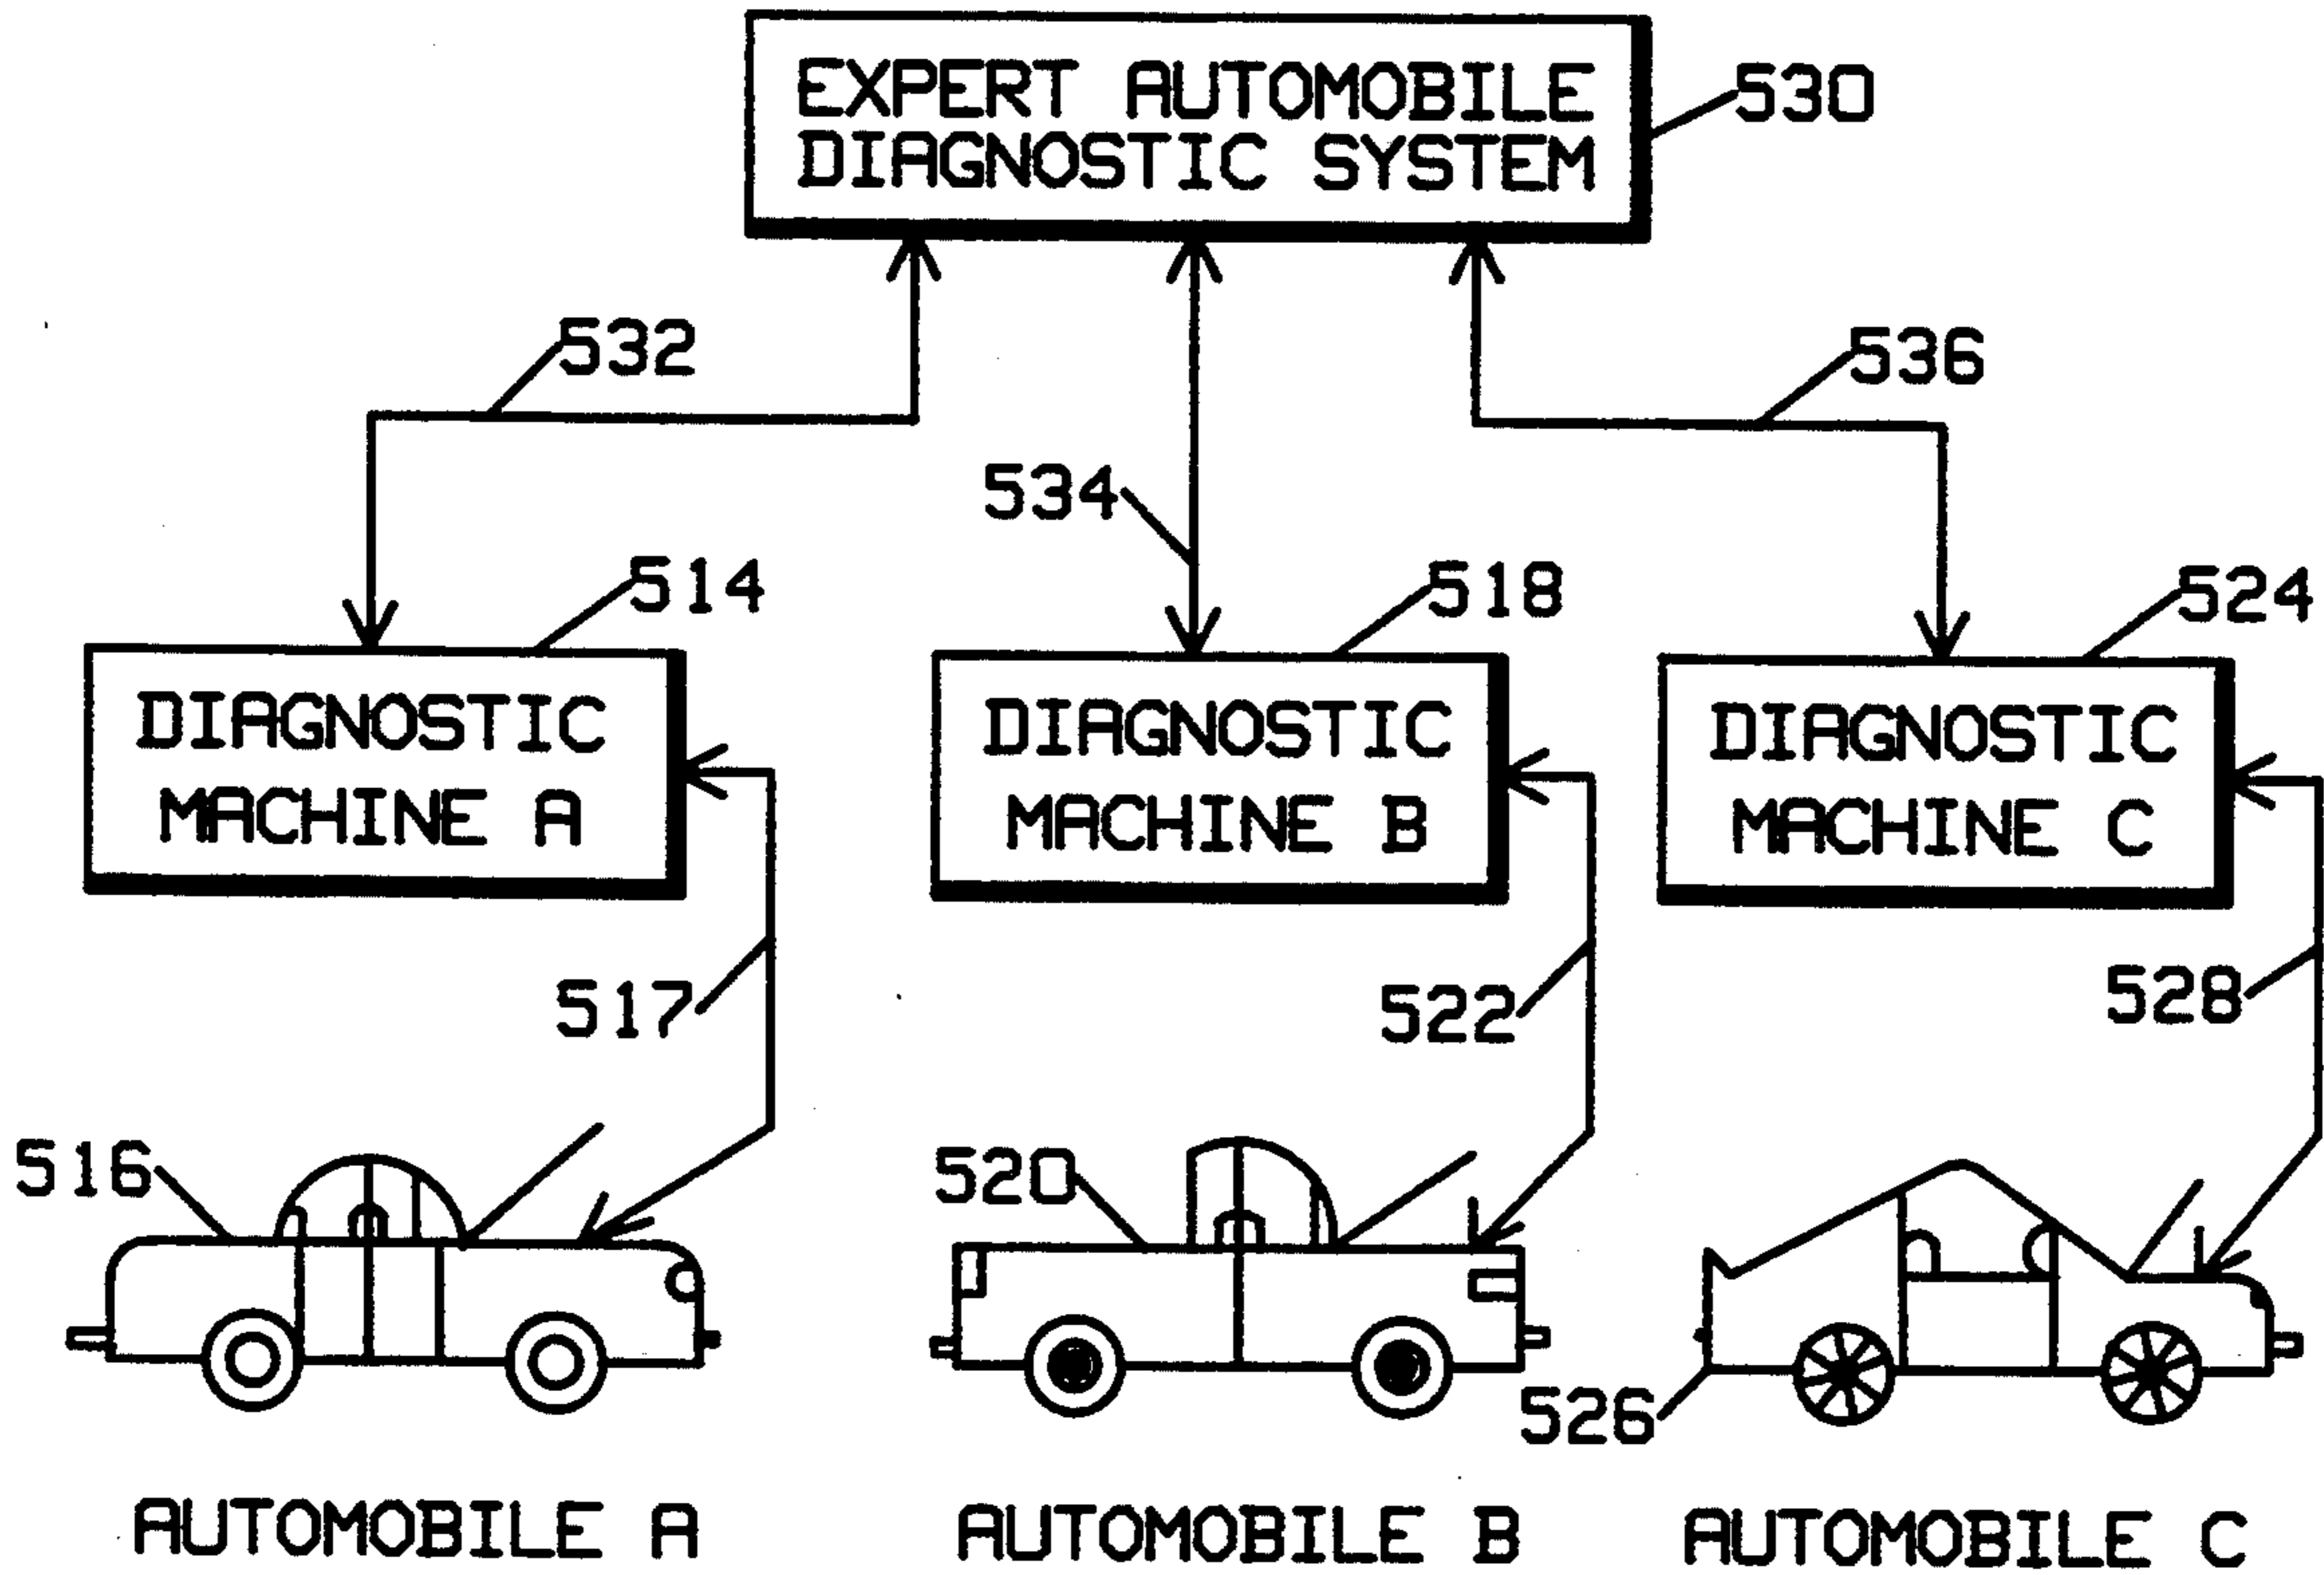 EXPERT AUTOMOBILE
DIAGNOSTIC SYSTEM
530
532
536
534
514
518
524
DIAGNOSTIC
MACHINE A
DIAGNOSTIC
MACHINE B
DIAGNOSTIC
MACHINE C
517
522
528
516
520
526
AUTOMOBILE A
AUTOMOBILE B
AUTOMOBILE C